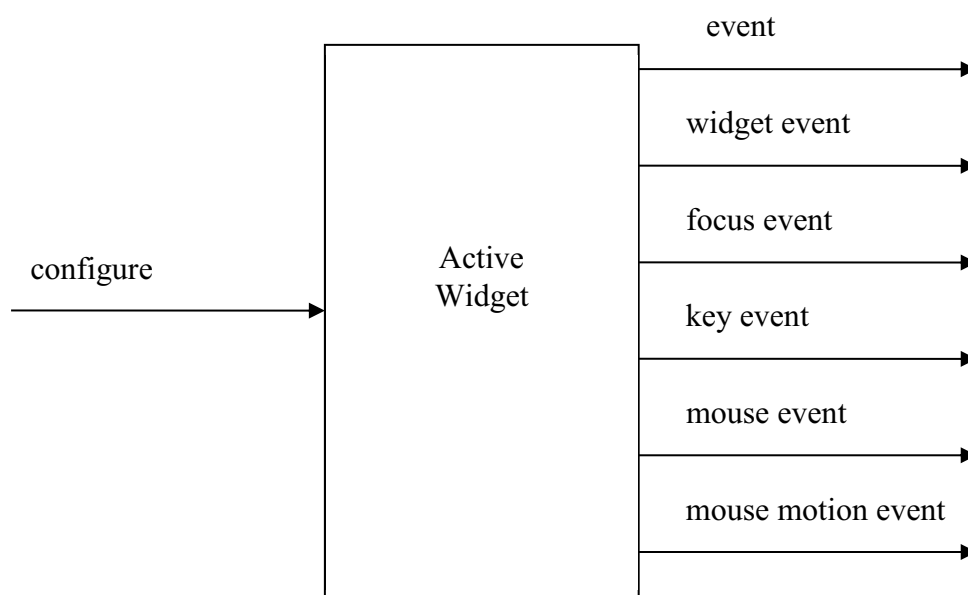 event
widget event
focus event
configure
Active
Widget
key event
mouse event
mouse motion event